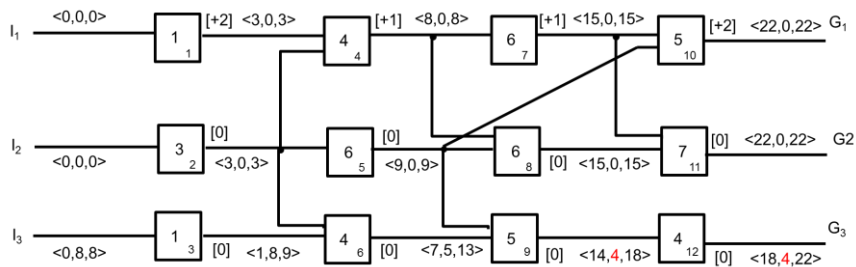 <0,0,0> [+2] <3,0,3> [+1] <8,0,8> [+1] <15,0,15> [+2] <22,0,22> G1
I1 1 1 4 4 6 7 5 10
I2 3 2 [0] 6 5 [0] 6 8 7 11 [0] <22,0,22> G2
<0,0,0> <3,0,3> <9,0,9> [0] <15,0,15>
I3 1 3 4 6 5 9 4 12 G3
<0,8,8> [0] <1,8,9> [0] <7,5,13> [0] <14,4,18> [0] <18,4,22>